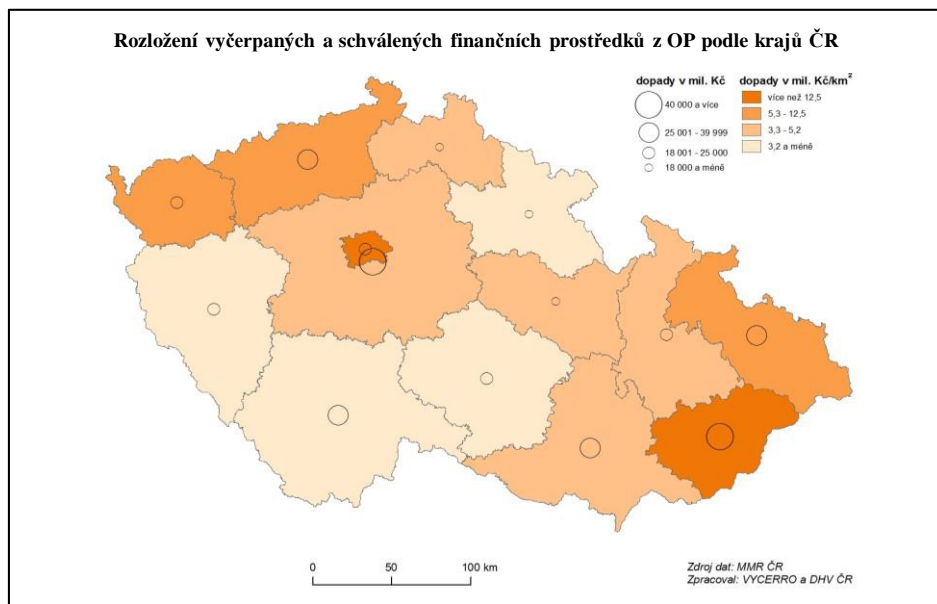 Rozložení vyčerpaných a schválených finančních prostředků z OP podle krajů ČR
dopady v mil. Kč
40 000 a více
25 001 - 39 999
18 001 - 25 000
18 000 a méně
dopady v mil. Kč/km²
více než 12,5
5,3 - 12,5
3,3 - 5,2
3,2 a méně
0 50 100 km
Zdroj dat: MMR ČR
Zpracoval: VYCERRO a DHV ČR